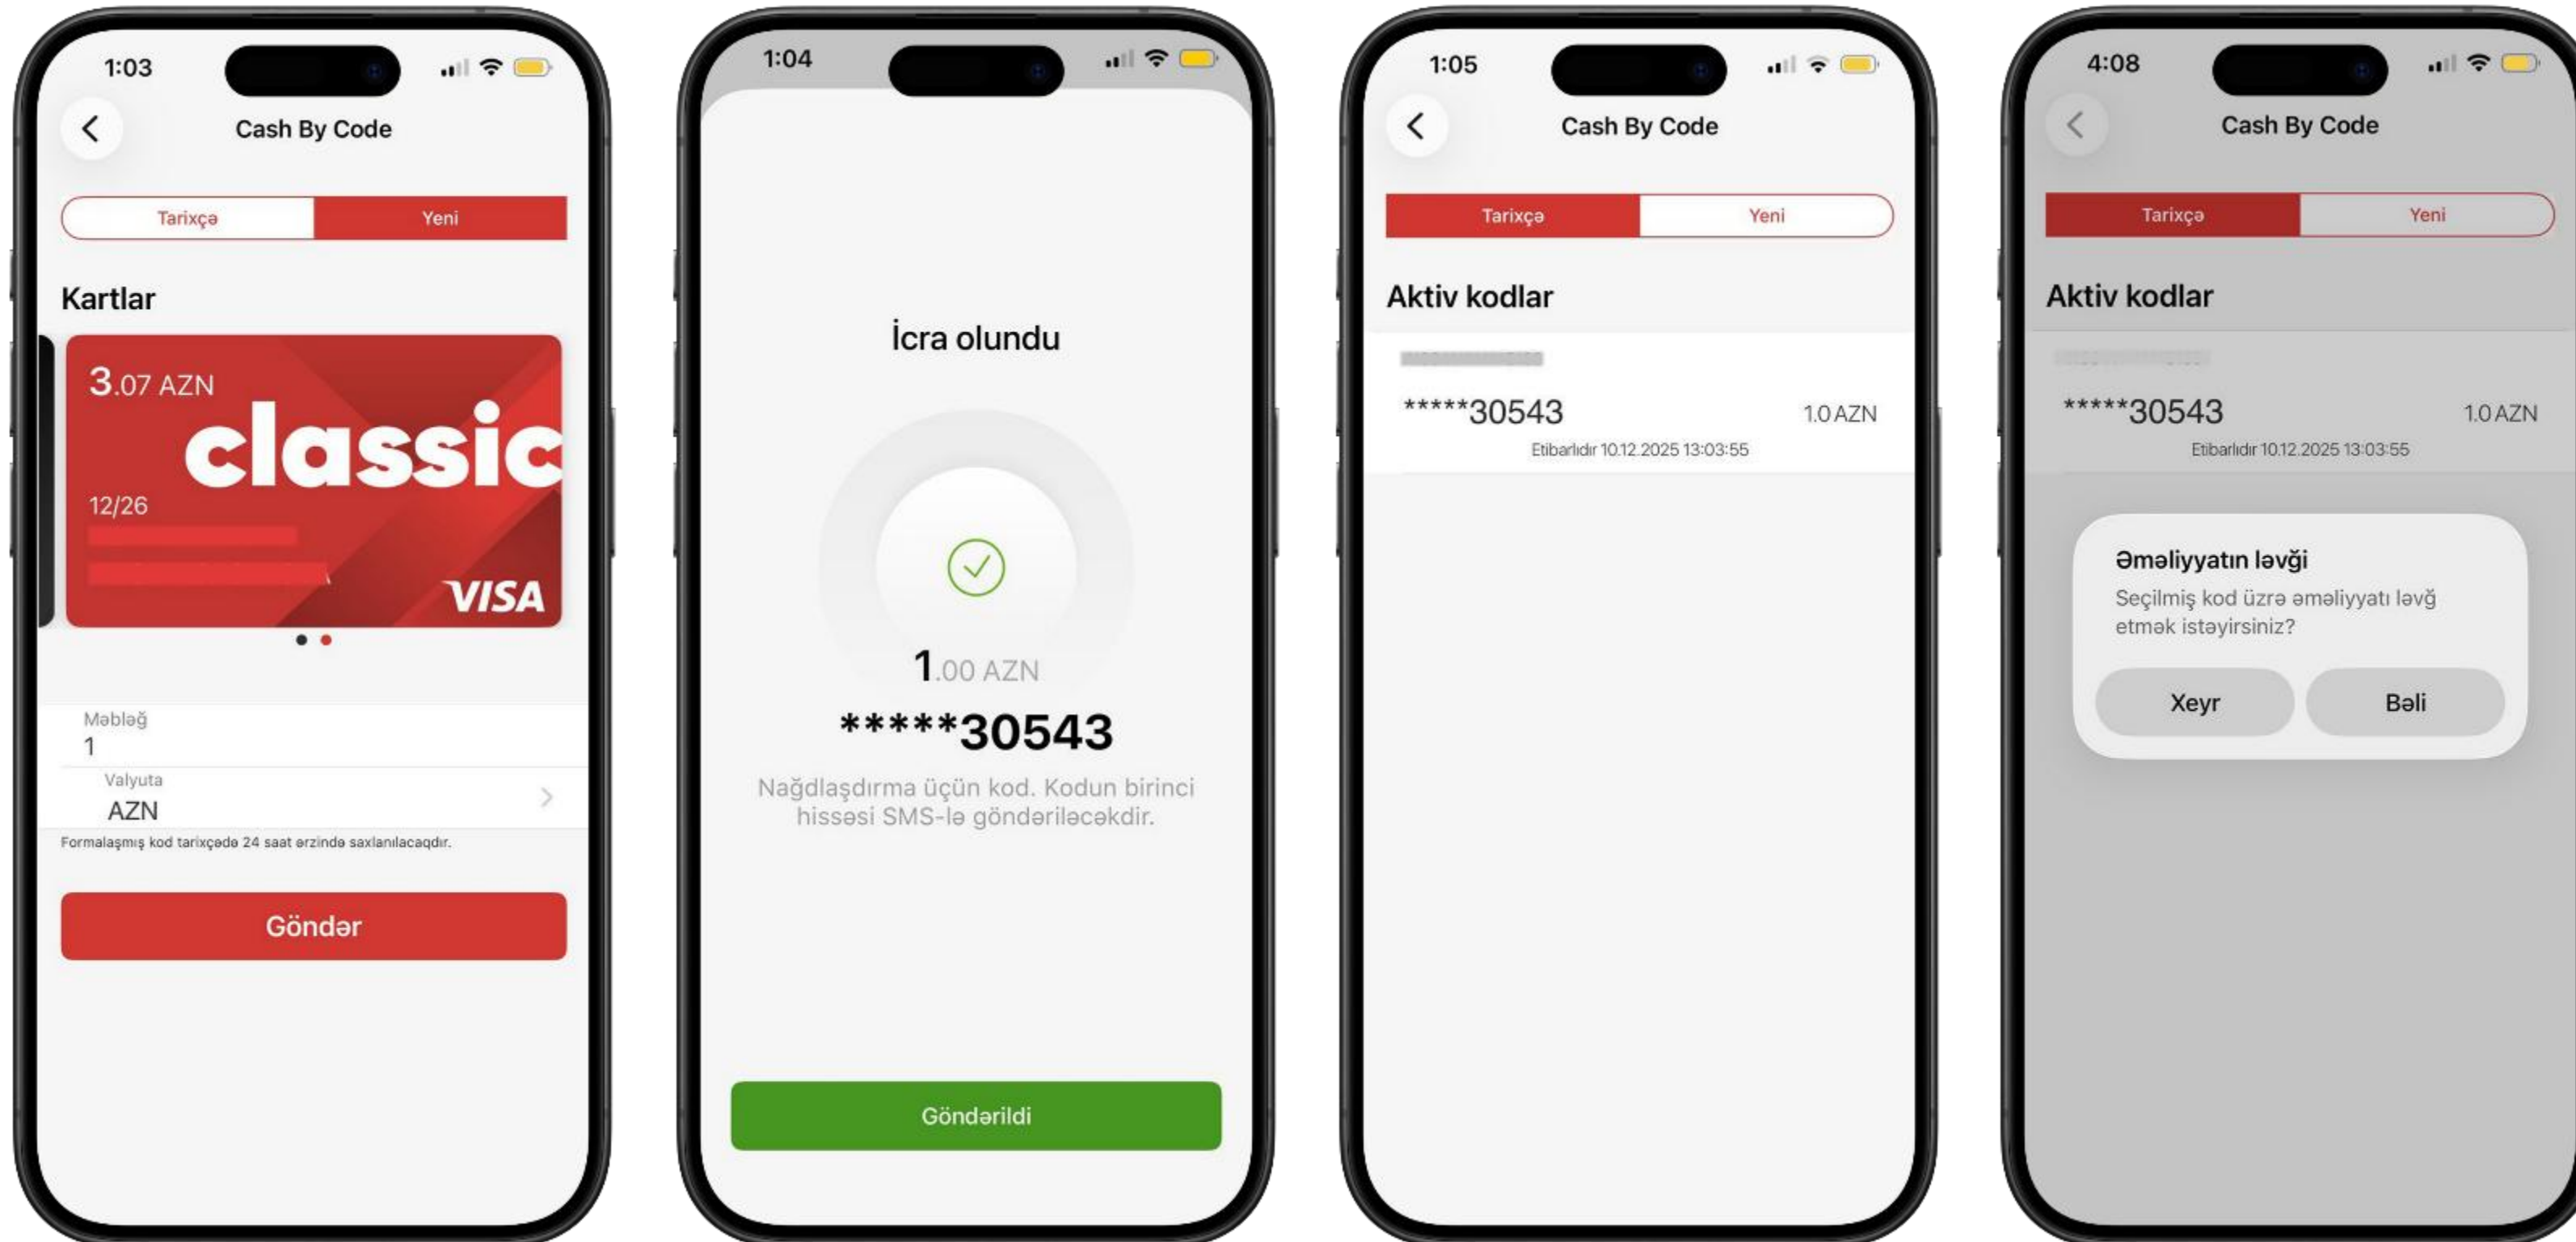 1:03
Cash By Code
Tarixçə Yeni
Kartlar
3.07 AZN
classic
12/26
VISA
Məbləğ
1
Valyuta
AZN
Formalaşmış kod tarixçədə 24 saat ərzində saxlanılacaqdır.
Göndər
1:04
İcra olundu
1.00 AZN
*****30543
Nağdlaşdırma üçün kod. Kodun birinci
hissəsi SMS-lə göndəriləcəkdir.
Göndərildi
1:05
Cash By Code
Tarixçə Yeni
Aktiv kodlar
*****30543 1.0 AZN
Etibarlıdır 10.12.2025 13:03:55
4:08
Cash By Code
Tarixçə Yeni
Aktiv kodlar
*****30543 1.0 AZN
Etibarlıdır 10.12.2025 13:03:55
Əməliyyatın ləvği
Seçilmiş kod üzrə əməliyyatı ləvğ
etmək istəyirsiniz?
Xeyr Bəli